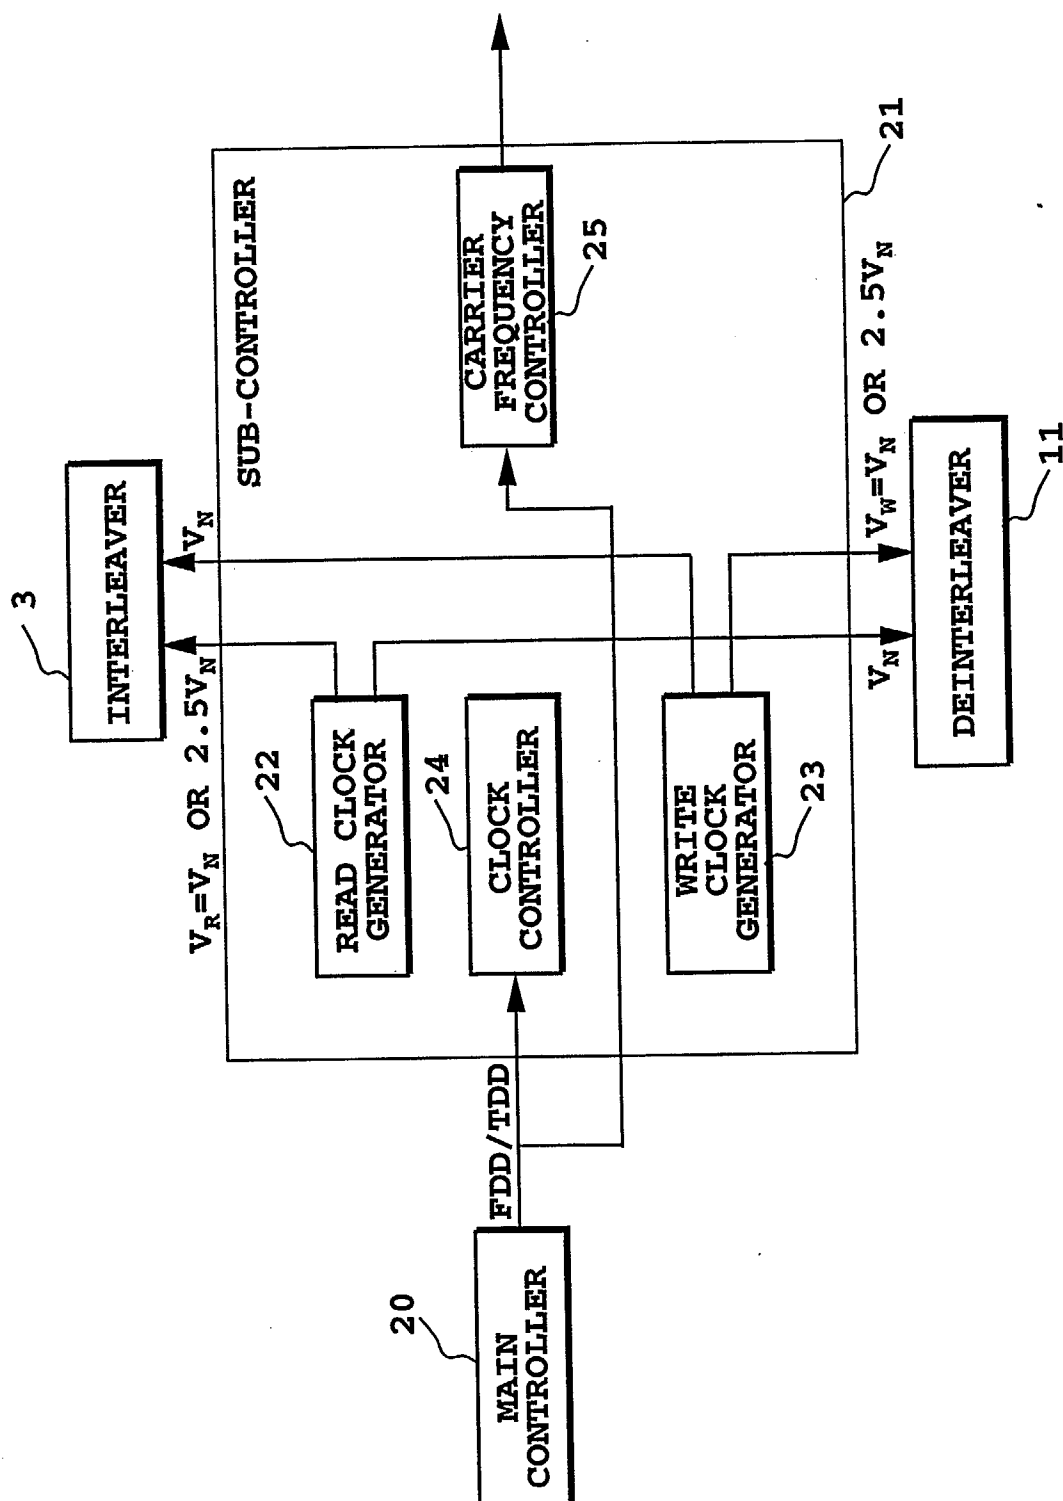 3
INTERLEAVER
V_R=V_N OR 2.5V_N
V_N
SUB-CONTROLLER
22
READ CLOCK
GENERATOR
20
MAIN
CONTROLLER
FDD/TDD
24
CLOCK
CONTROLLER
CARRIER
FREQUENCY
CONTROLLER
25
WRITE
CLOCK
GENERATOR
23
21
V_N
V_W=V_N OR 2.5V_N
DEINTERLEAVER
11